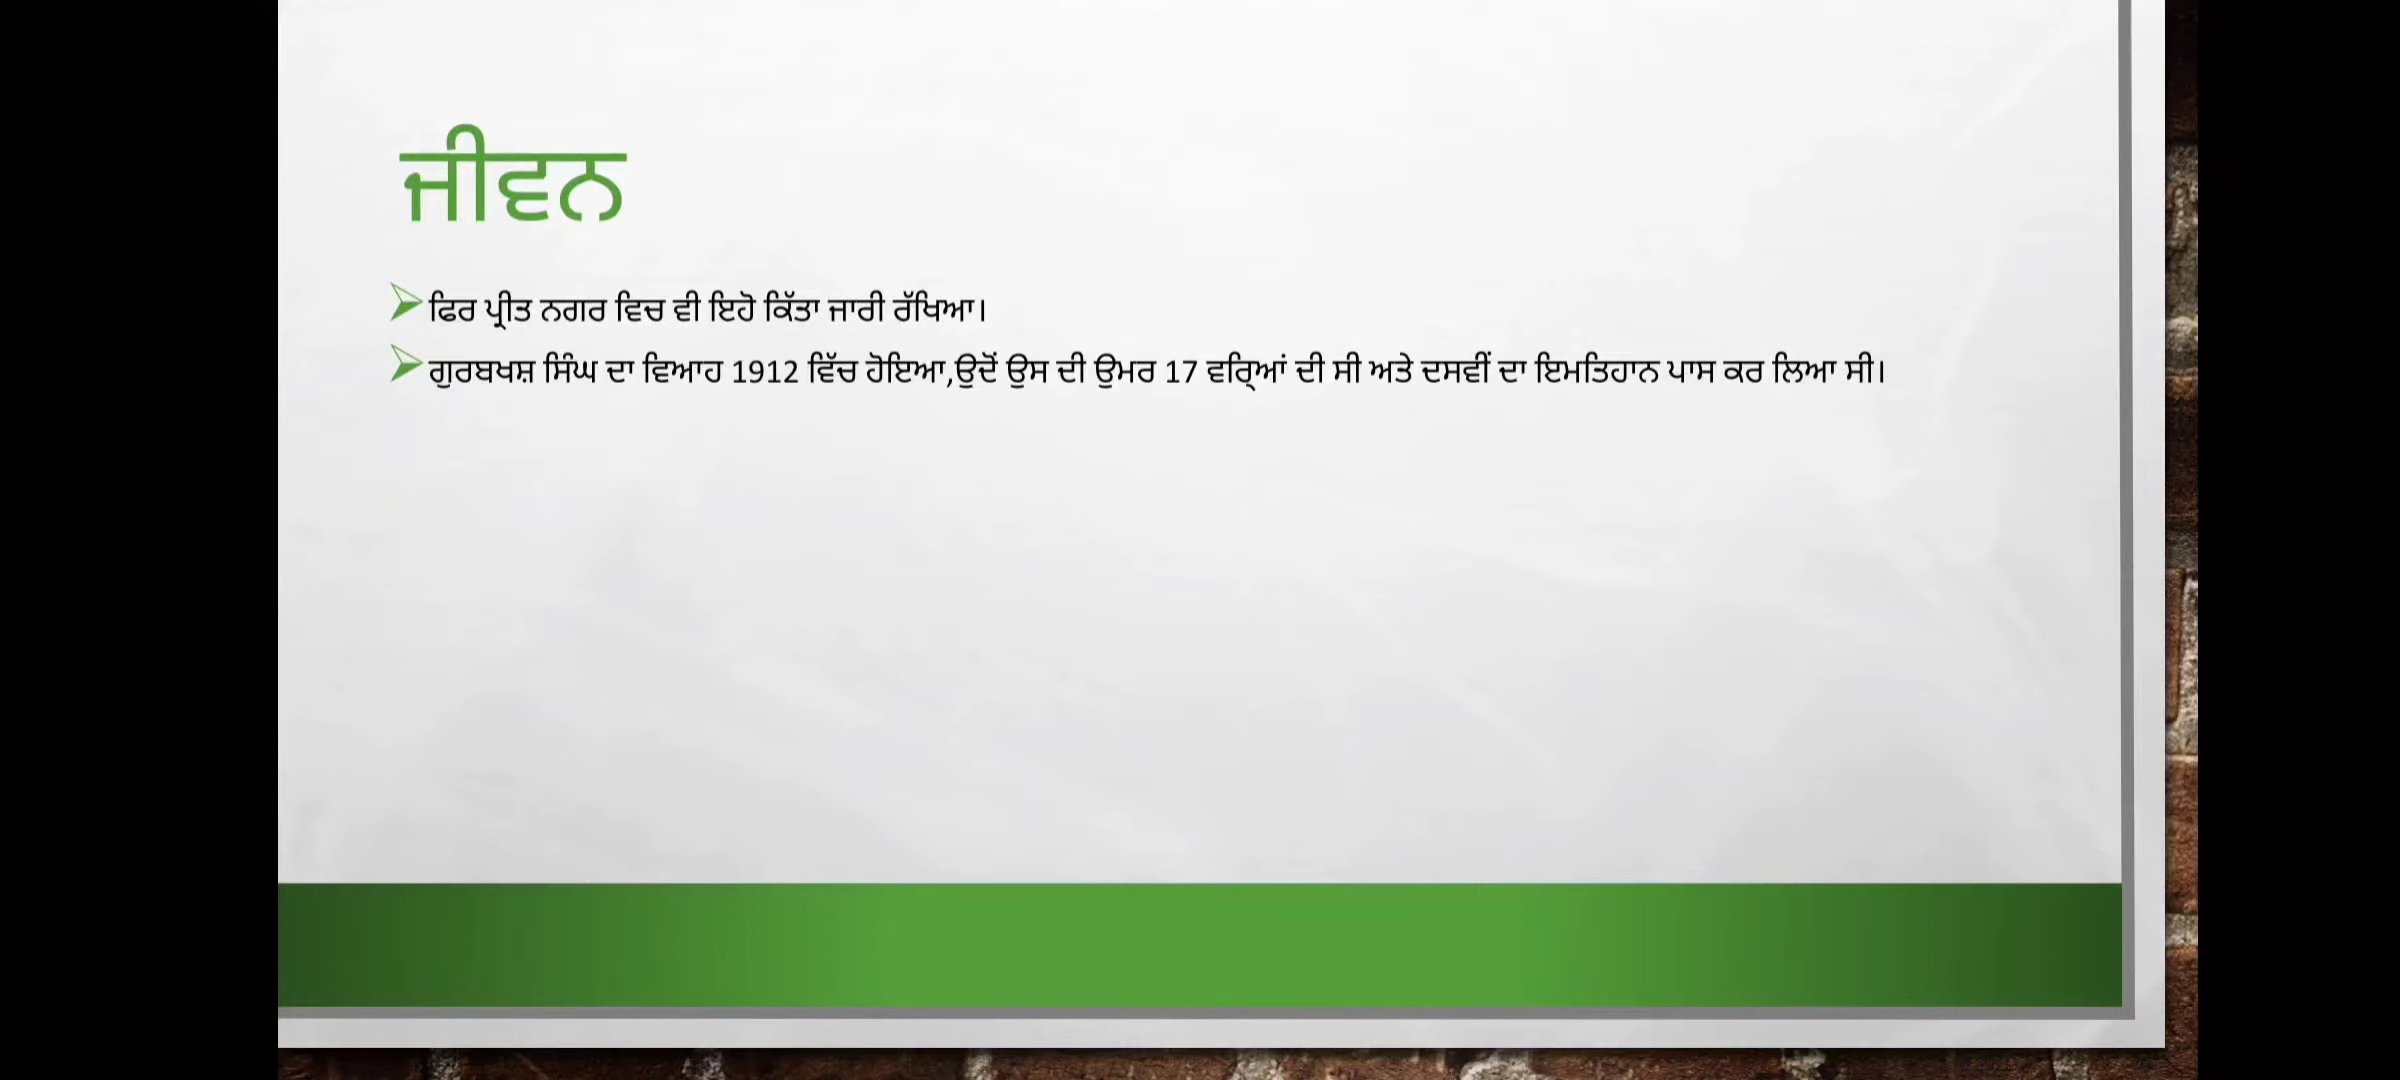 ਜੀਵਨ
ਫਿਰ ਪ੍ਰੀਤ ਨਗਰ ਵਿਚ ਵੀ ਇਹੋ ਕਿੱਤਾ ਜਾਰੀ ਰੱਖਿਆ।
ਗੁਰਬਖਸ਼ ਸਿੰਘ ਦਾ ਵਿਆਹ 1912 ਵਿੱਚ ਹੋਇਆ,ਉਦੋਂ ਉਸ ਦੀ ਉਮਰ 17 ਵਰ੍ਹਿਆਂ ਦੀ ਸੀ ਅਤੇ ਦਸਵੀਂ ਦਾ ਇਮਤਿਹਾਨ ਪਾਸ ਕਰ ਲਿਆ ਸੀ।